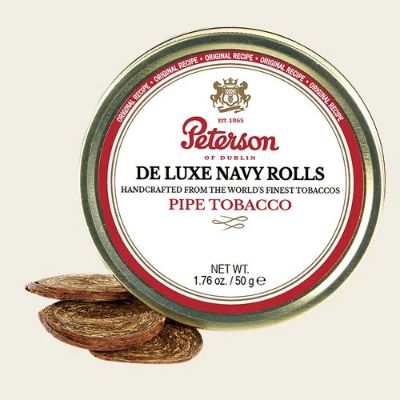 ORIGINAL RECIPE • ORIGINAL RECIPE • ORIGINAL RECIPE • ORIGINAL RECIPE
EST. 1865
Peterson
OF DUBLIN
DE LUXE NAVY ROLLS
HANDCRAFTED FROM THE WORLD'S FINEST TOBACCOS
PIPE TOBACCO
NET WT.
1.76 oz. / 50 g ℮